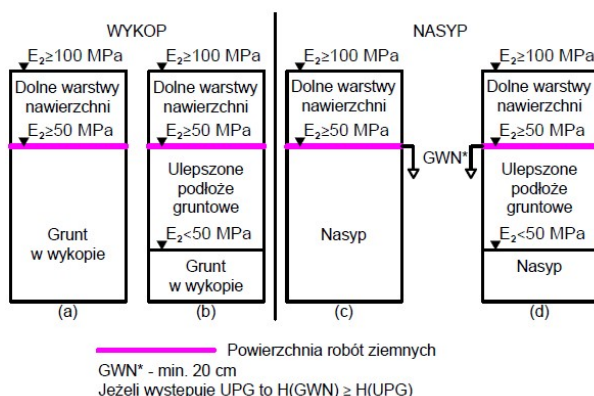 WYKOP
NASYP
E₂≥100 MPa
E₂≥100 MPa
E₂≥100 MPa
E₂≥100 MPa
Dolne warstwy
nawierzchni
Dolne warstwy
nawierzchni
Dolne warstwy
nawierzchni
Dolne warstwy
nawierzchni
E₂≥50 MPa
E₂≥50 MPa
E₂≥50 MPa
E₂≥50 MPa
GWN*
Grunt
w wykopie
Ulepszone
podłoże
gruntowe
E₂<50 MPa
Grunt
w wykopie
Nasyp
Ulepszone
podłoże
gruntowe
E₂<50 MPa
Nasyp
(a)
(b)
(c)
(d)
Powierzchnia robót ziemnych
GWN* - min. 20 cm
Jeżeli występuje UPG to H(GWN) ≥ H(UPG)